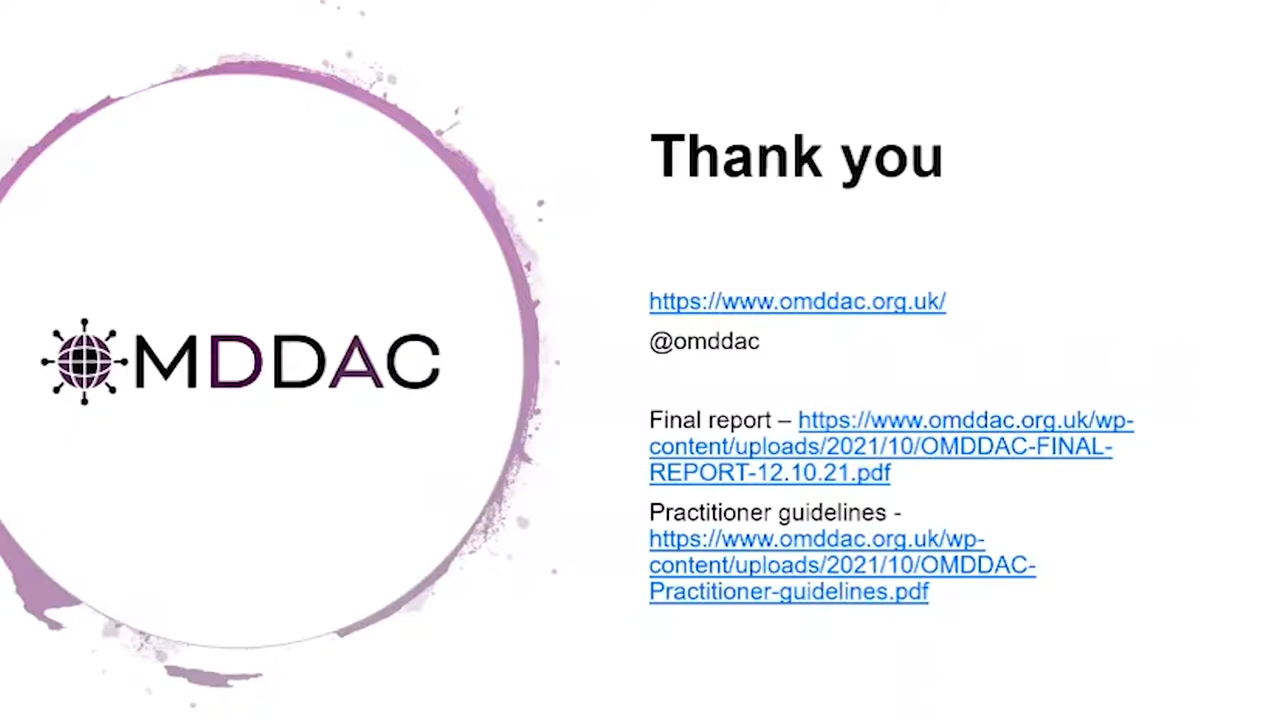 MDDAC
Thank you
https://www.omddac.org.uk/
@omddac
Final report – https://www.omddac.org.uk/wp-
content/uploads/2021/10/OMDDAC-FINAL-
REPORT-12.10.21.pdf
Practitioner guidelines -
https://www.omddac.org.uk/wp-
content/uploads/2021/10/OMDDAC-
Practitioner-guidelines.pdf